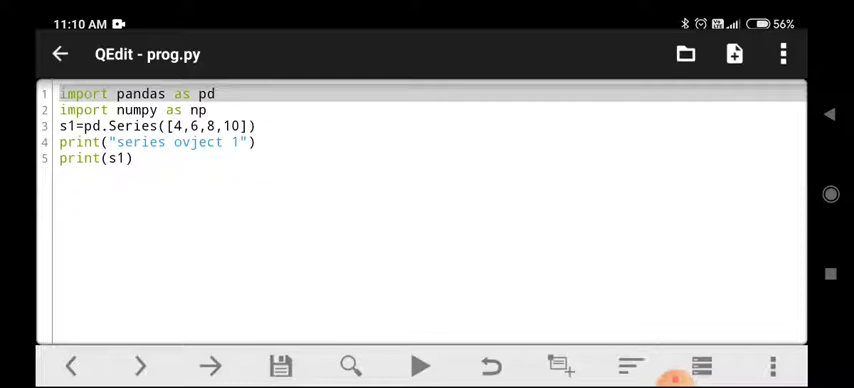 11:10 AM 56%
QEdit - prog.py
1 import pandas as pd
2 import numpy as np
3 s1=pd.Series([4,6,8,10])
4 print("series ovject 1")
5 print(s1)